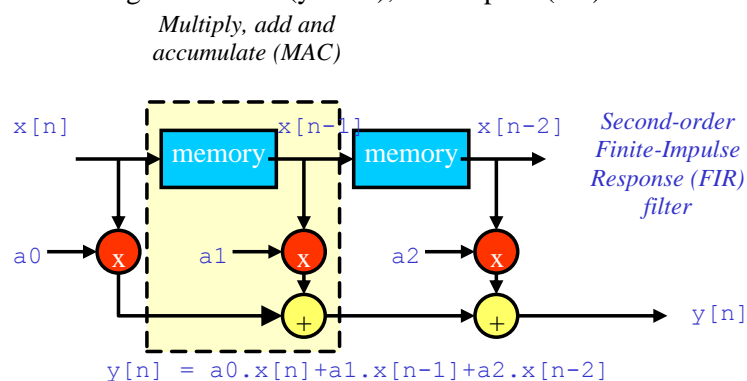 Multiply, add and
accumulate (MAC)
x[n]
x[n-1]
x[n-2]
memory
memory
Second-order
Finite-Impulse
Response (FIR)
filter
a0
x
a1
x
a2
x
+
+
y[n]
y[n] = a0.x[n]+a1.x[n-1]+a2.x[n-2]